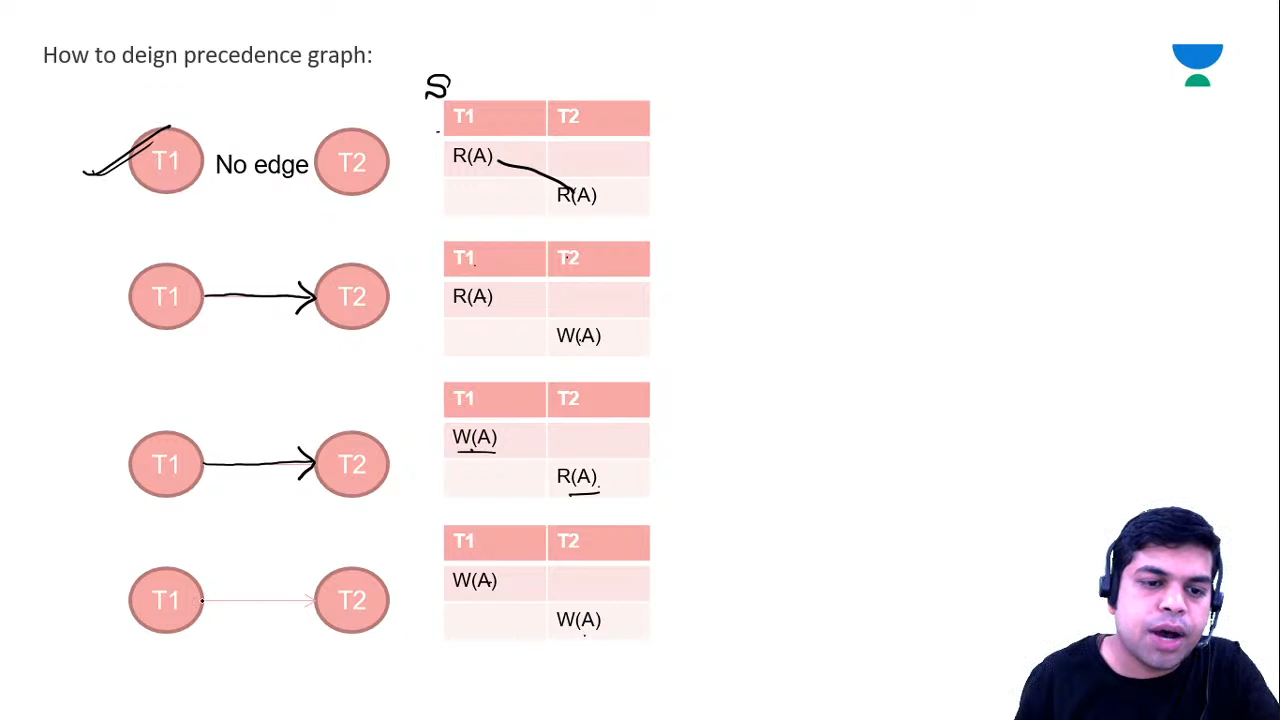 How to deign precedence graph:
S
T1 No edge T2
T1 T2
R(A)
R(A)
T1 T2
T1 T2
R(A)
W(A)
T1 T2
T1 T2
W(A)
R(A)
T1 T2
T1 T2
W(A)
W(A)